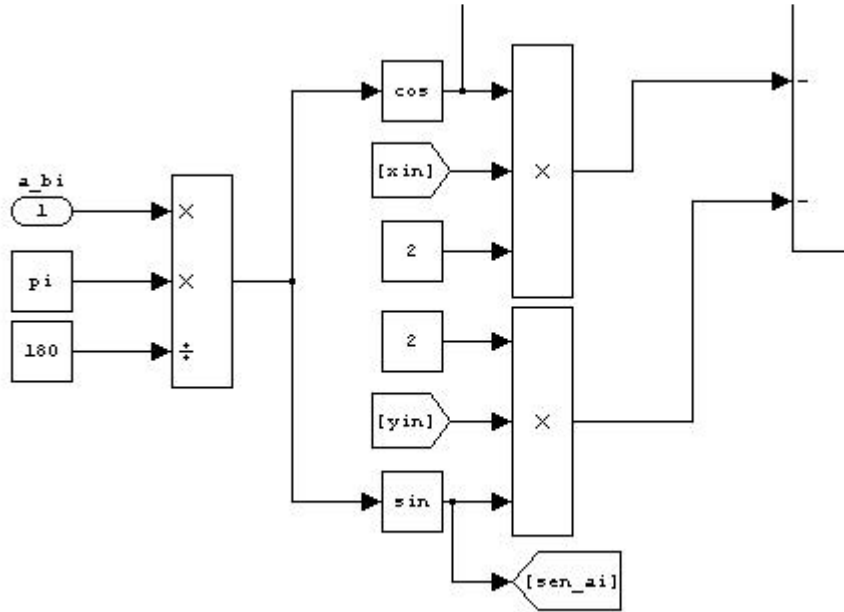 cos
[xin]
×
a_bi
1
×
2
pi
×
2
180
÷
[yin]
×
sin
[sen_ai]
-
-